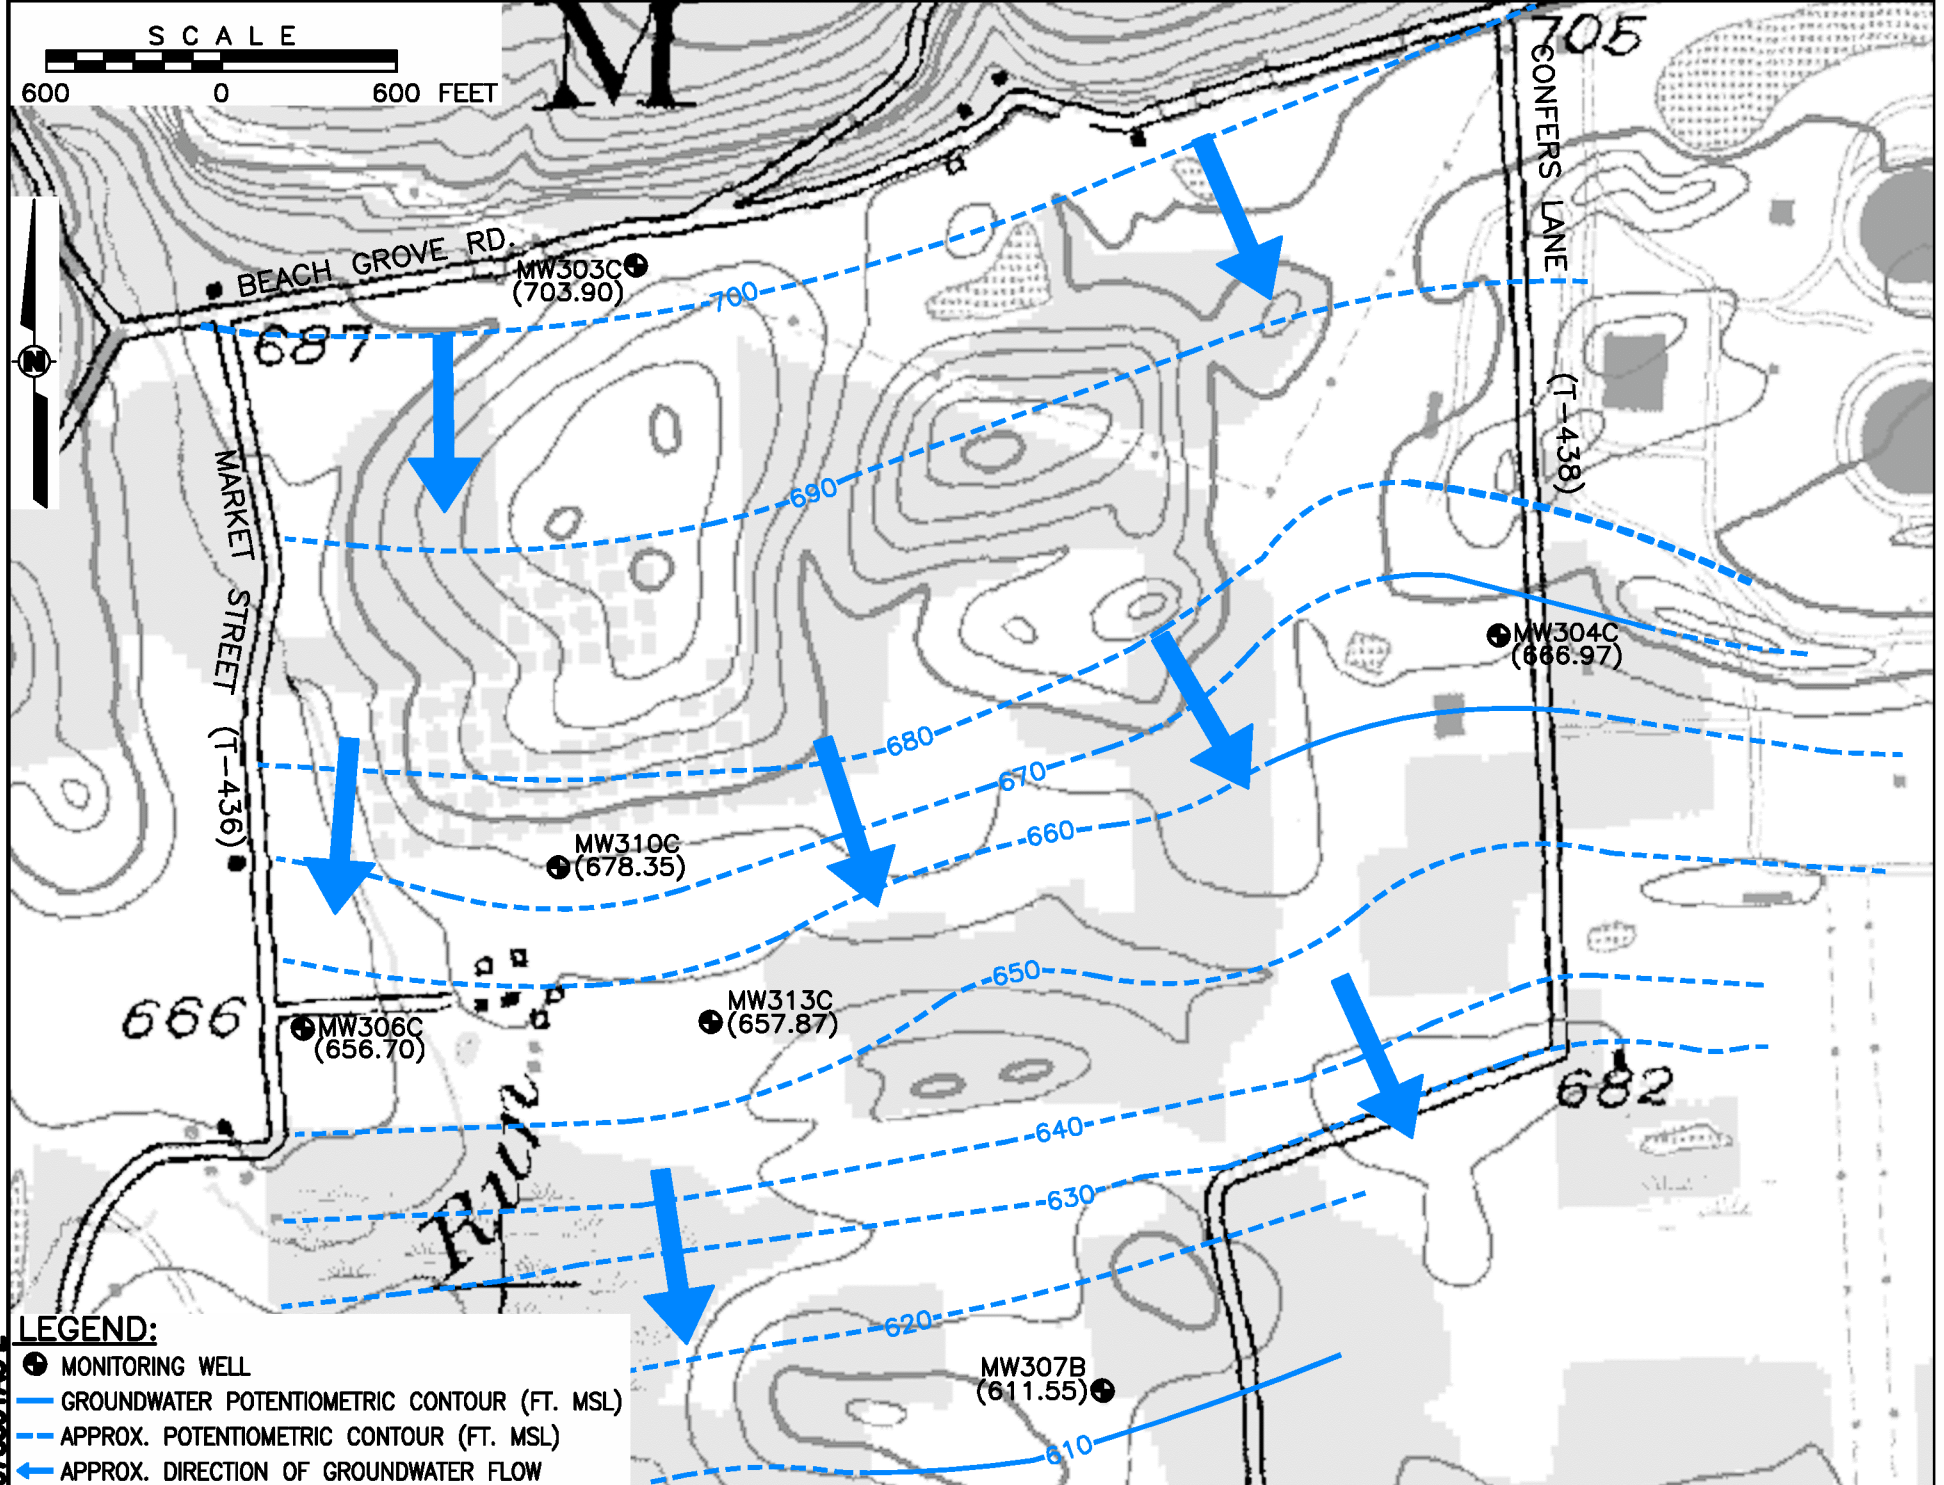 SCALE
600 0 600 FEET
M
705
CONFERS LANE (T-438)
BEACH GROVE RD.
MW303C
(703.90)
700
687
N
MARKET STREET (T-436)
690
MW304C
(666.97)
680
670
660
MW310C
(678.35)
650
MW313C
(657.87)
666
MW306C
(656.70)
682
640
Run
630
620
MW307B
(611.55)
610
LEGEND:
MONITORING WELL
GROUNDWATER POTENTIOMETRIC CONTOUR (FT. MSL)
APPROX. POTENTIOMETRIC CONTOUR (FT. MSL)
APPROX. DIRECTION OF GROUNDWATER FLOW